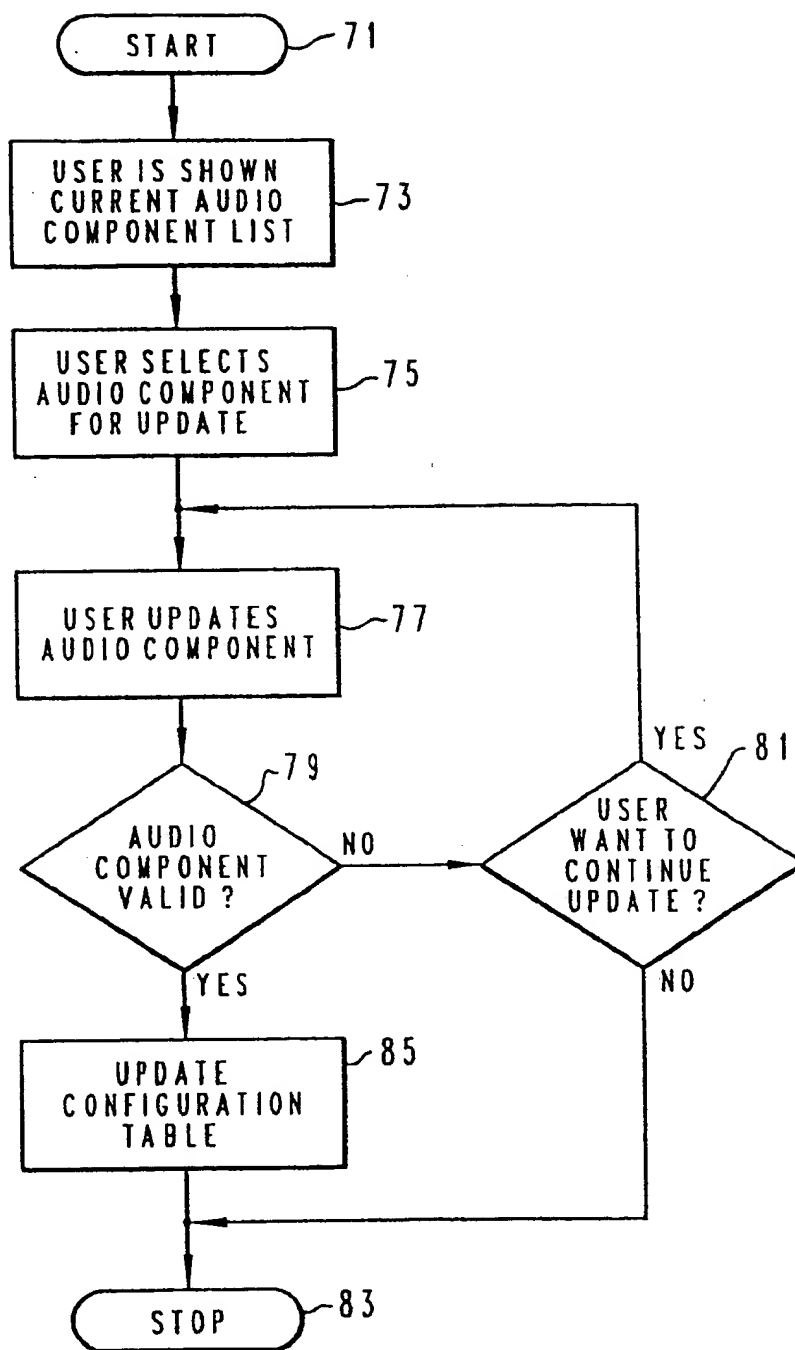 START
71
USER IS SHOWN
CURRENT AUDIO
COMPONENT LIST
73
USER SELECTS
AUDIO COMPONENT
FOR UPDATE
75
USER UPDATES
AUDIO COMPONENT
77
AUDIO
COMPONENT
VALID?
79
NO
YES
USER
WANT TO
CONTINUE
UPDATE?
81
YES
NO
UPDATE
CONFIGURATION
TABLE
85
STOP
83